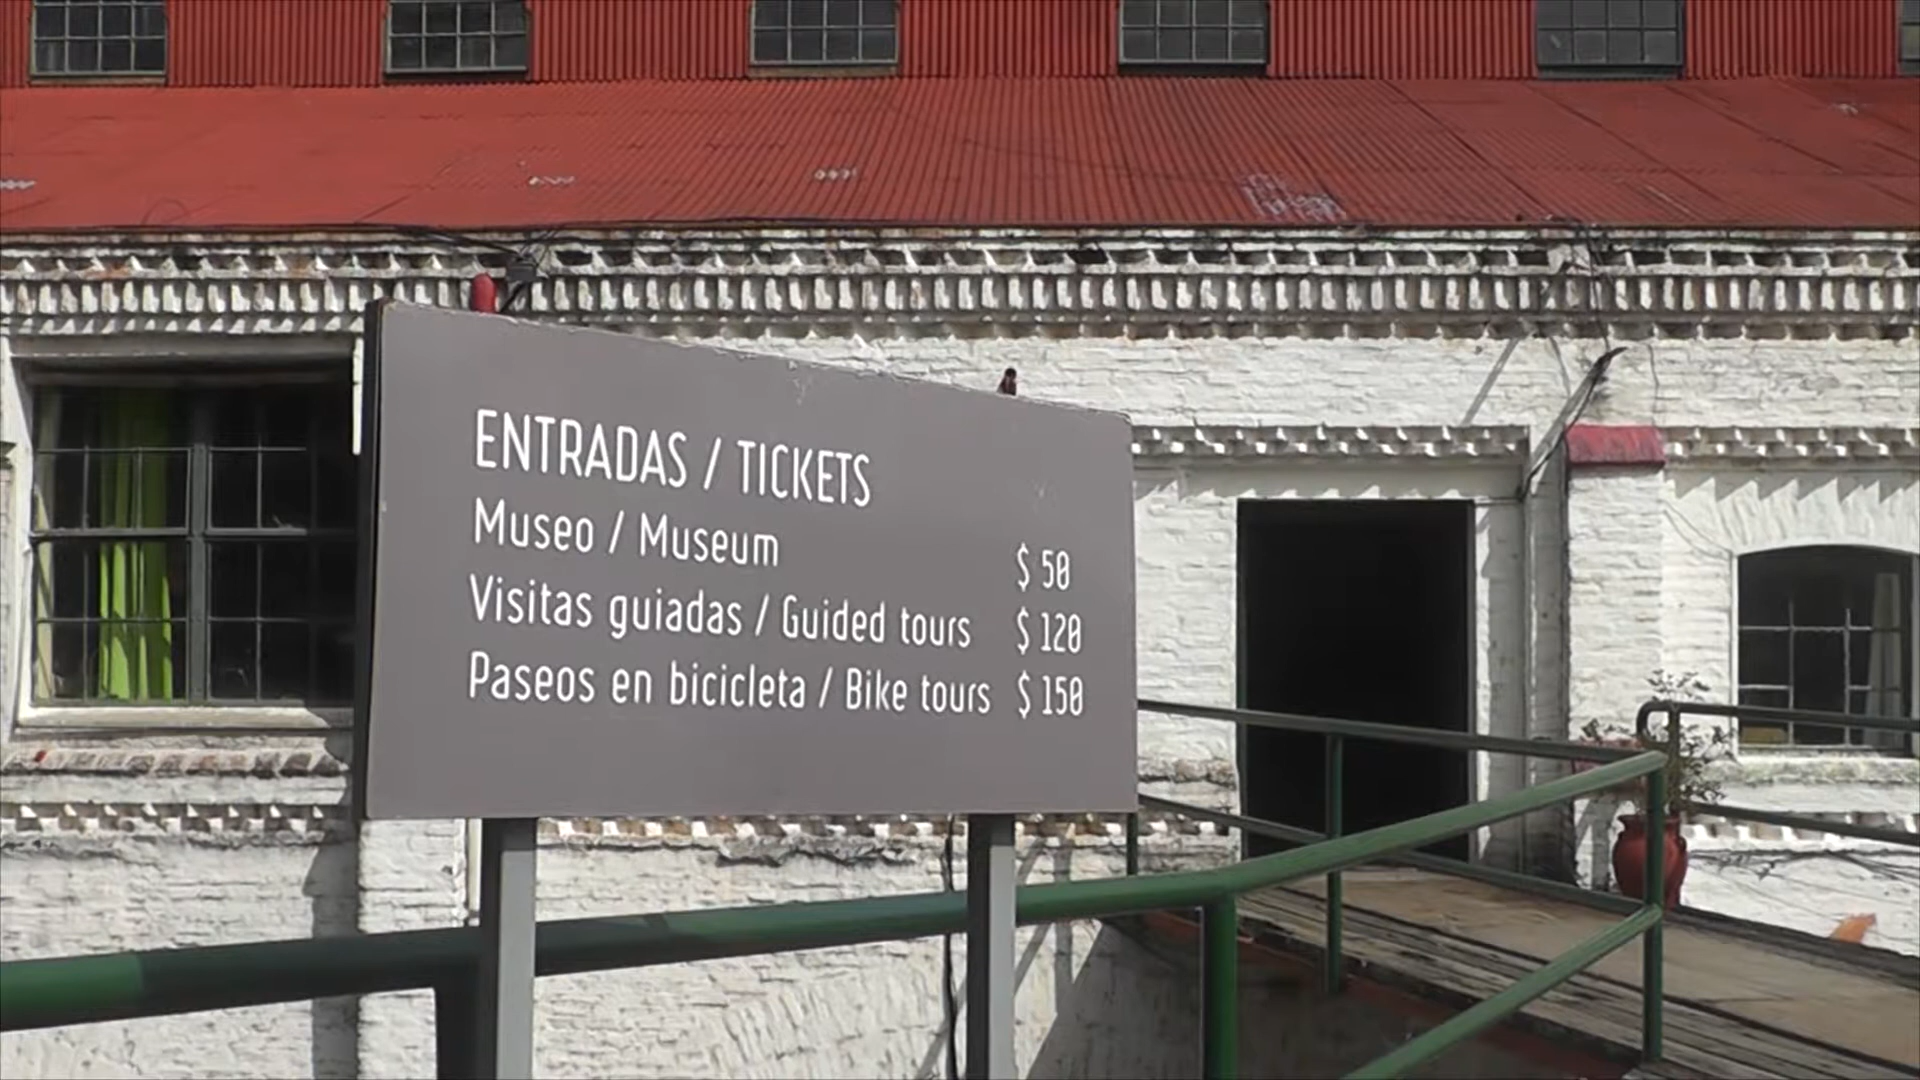 ENTRADAS / TICKETS
Museo / Museum $ 50
Visitas guiadas / Guided tours $ 120
Paseos en bicicleta / Bike tours $ 150